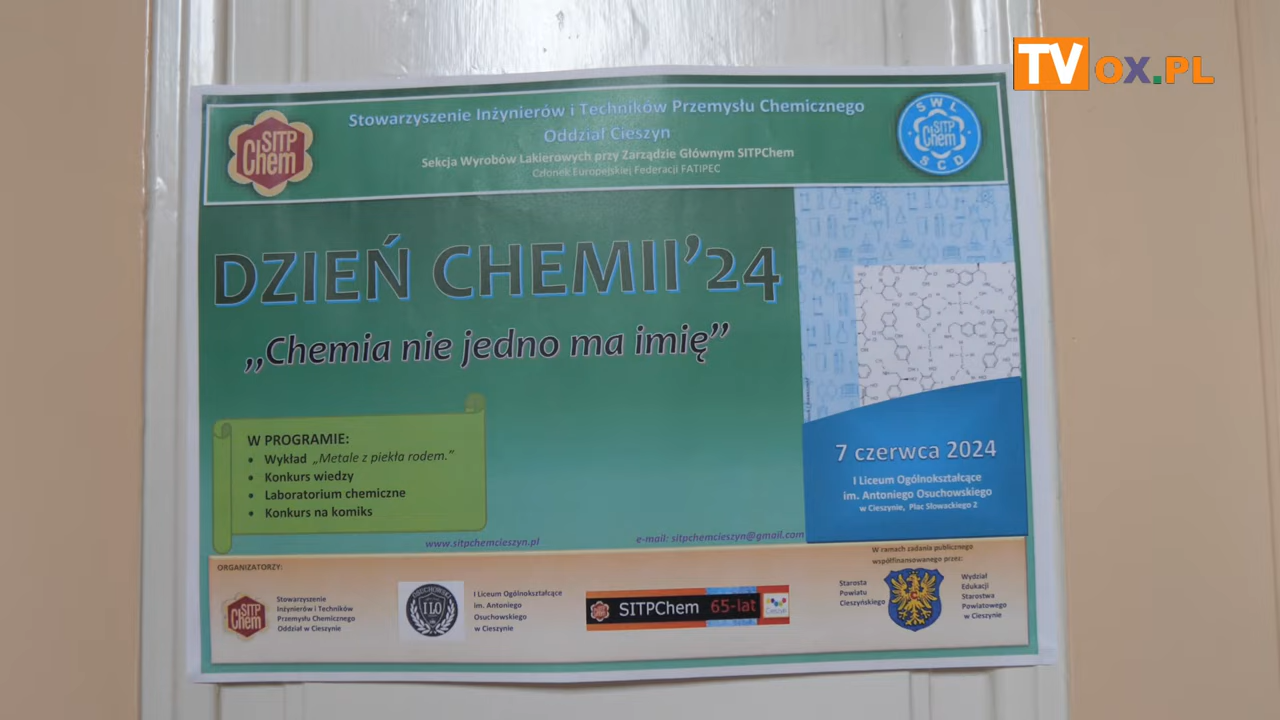 TVOX.PL
Stowarzyszenie Inżynierów i Techników Przemysłu Chemicznego
Oddział Cieszyn
Sekcja Wyrobów Lakierowych przy Zarządzie Głównym SITPChem
Członek Europejskiej Federacji FATIPEC
SITP
Chem
SWL
SITP
Chem
SCD
DZIEŃ CHEMII’24
„Chemia nie jedno ma imię”
W PROGRAMIE:
• Wykład „Metale z piekła rodem.”
• Konkurs wiedzy
• Laboratorium chemiczne
• Konkurs na komiks
7 czerwca 2024
I Liceum Ogólnokształcące
im. Antoniego Osuchowskiego
w Cieszynie, Plac Słowackiego 2
www.sitpchemcieszyn.pl
e-mail: sitpchemcieszyn@gmail.com
ORGANIZATORZY:
SITP
Chem
Stowarzyszenie
Inżynierów i Techników
Przemysłu Chemicznego
Oddział w Cieszynie
I Liceum Ogólnokształcące
im. Antoniego
Osuchowskiego
w Cieszynie
SITPChem 65-lat
Cieszyn
W ramach zadania publicznego
współfinansowanego przez:
Starosta
Powiatu
Cieszyńskiego
Wydział
Edukacji
Starostwa
Powiatowego
w Cieszynie